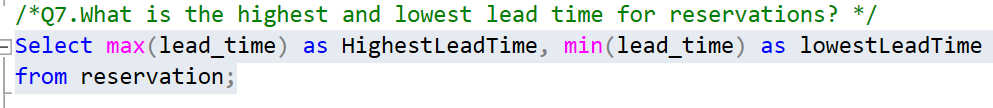 /*Q7.What is the highest and lowest lead time for reservations? */
Select max(lead_time) as HighestLeadTime, min(lead_time) as lowestLeadTime
from reservation;